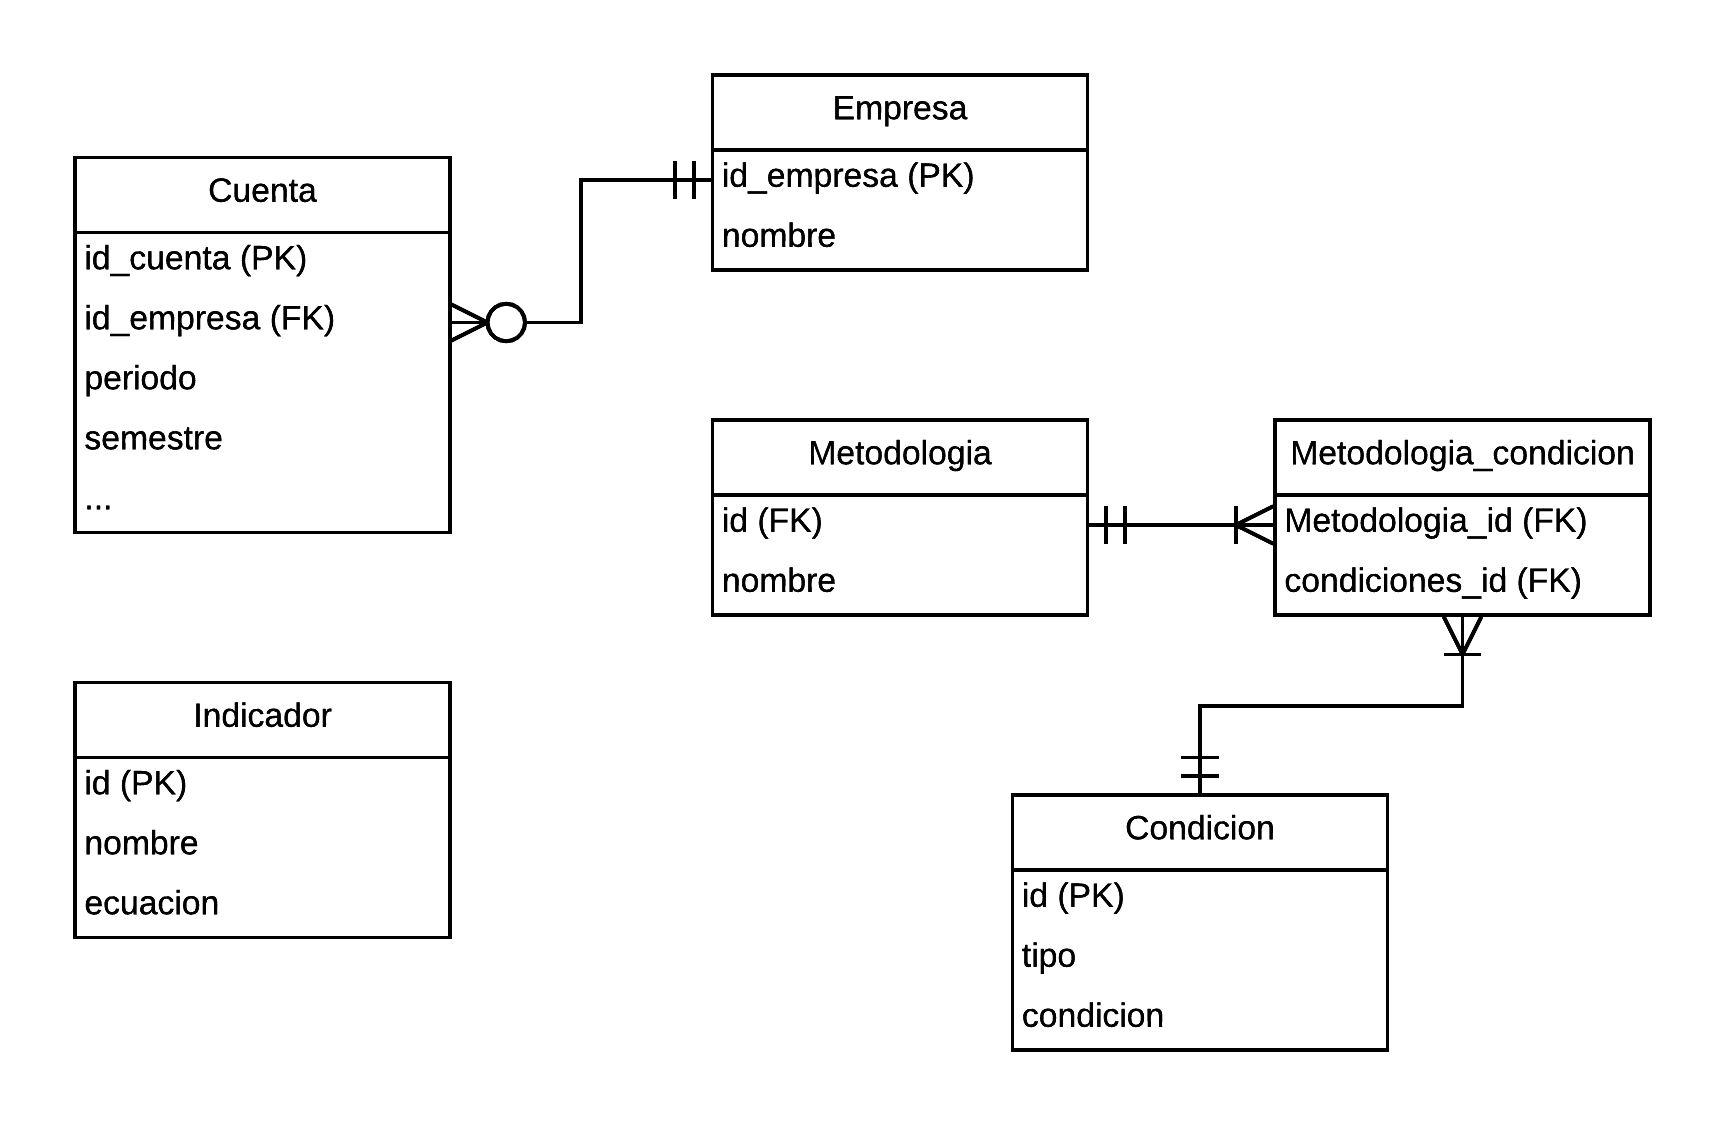 Empresa
id_empresa (PK)
nombre
Cuenta
id_cuenta (PK)
id_empresa (FK)
periodo
semestre
...
Metodologia
id (FK)
nombre
Metodologia_condicion
Metodologia_id (FK)
condiciones_id (FK)
Indicador
id (PK)
nombre
ecuacion
Condicion
id (PK)
tipo
condicion